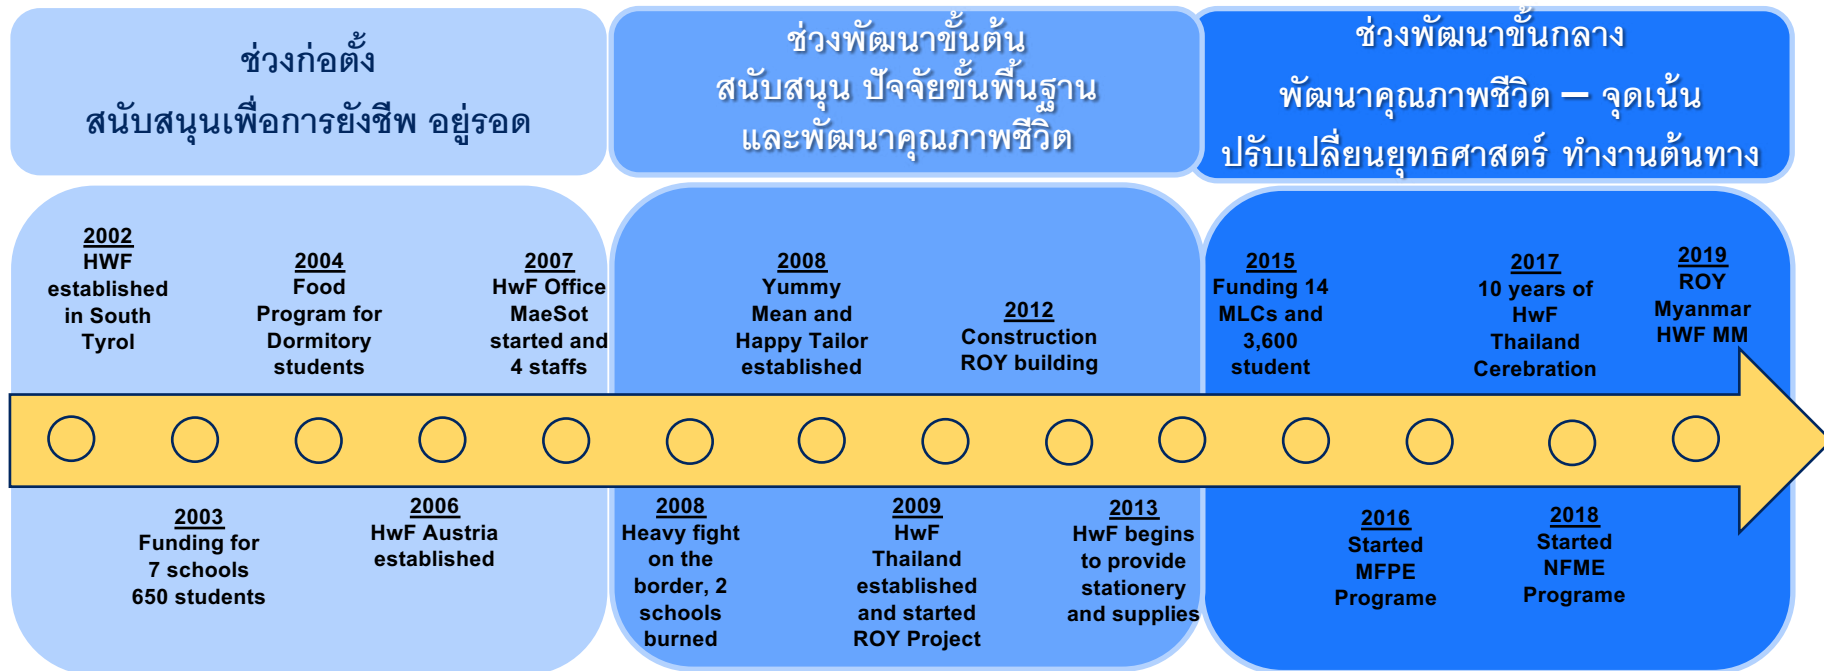 ช่วงก่อตั้ง
สนับสนุนเพื่อการยังชีพ อยู่รอด
ช่วงพัฒนาขั้นต้น
สนับสนุน ปัจจัยขั้นพื้นฐาน
และพัฒนาคุณภาพชีวิต
ช่วงพัฒนาขั้นกลาง
พัฒนาคุณภาพชีวิต – จุดเน้น
ปรับเปลี่ยนยุทธศาสตร์ ทำงานต้นทาง
2002
HWF
established
in South
Tyrol
2004
Food
Program for
Dormitory
students
2007
HwF Office
MaeSot
started and
4 staffs
2008
Yummy
Mean and
Happy Tailor
established
2012
Construction
ROY building
2015
Funding 14
MLCs and
3,600
student
2017
10 years of
HwF
Thailand
Cerebration
2019
ROY
Myanmar
HWF MM
2003
Funding for
7 schools
650 students
2006
HwF Austria
established
2008
Heavy fight
on the
border, 2
schools
burned
2009
HwF
Thailand
established
and started
ROY Project
2013
HwF begins
to provide
stationery
and supplies
2016
Started
MFPE
Programe
2018
Started
NFME
Programe